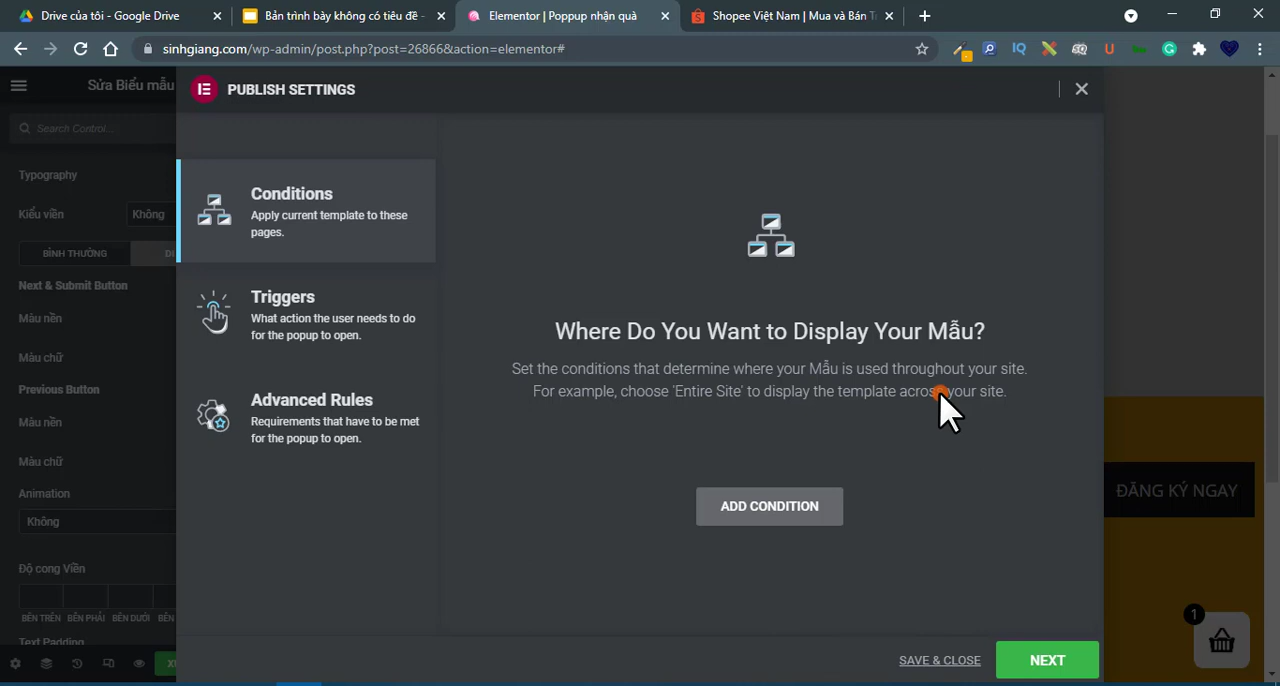 Drive của tôi - Google Drive
Bản trình bày không có tiêu đề -
Elementor | Poppup nhận quà
Shopee Việt Nam | Mua và Bán T
sinhgiang.com/wp-admin/post.php?post=26866&action=elementor#
IQ
U
Sửa Biểu mẫu
PUBLISH SETTINGS
Search Control...
Typography
Kiểu viền
Không
BÌNH THƯỜNG
Next & Submit Button
Màu nền
Màu chữ
Previous Button
Màu nền
Màu chữ
Animation
Không
Độ cong Viền
BÊN TRÊN
BÊN PHẢI
BÊN DƯỚI
BÊN
Text Padding
Conditions
Apply current template to these
pages.
Triggers
What action the user needs to do
for the popup to open.
Advanced Rules
Requirements that have to be met
for the popup to open.
Where Do You Want to Display Your Mẫu?
Set the conditions that determine where your Mẫu is used throughout your site.
For example, choose 'Entire Site' to display the template across your site.
ADD CONDITION
SAVE & CLOSE
NEXT
ĐĂNG KÝ NGAY
1